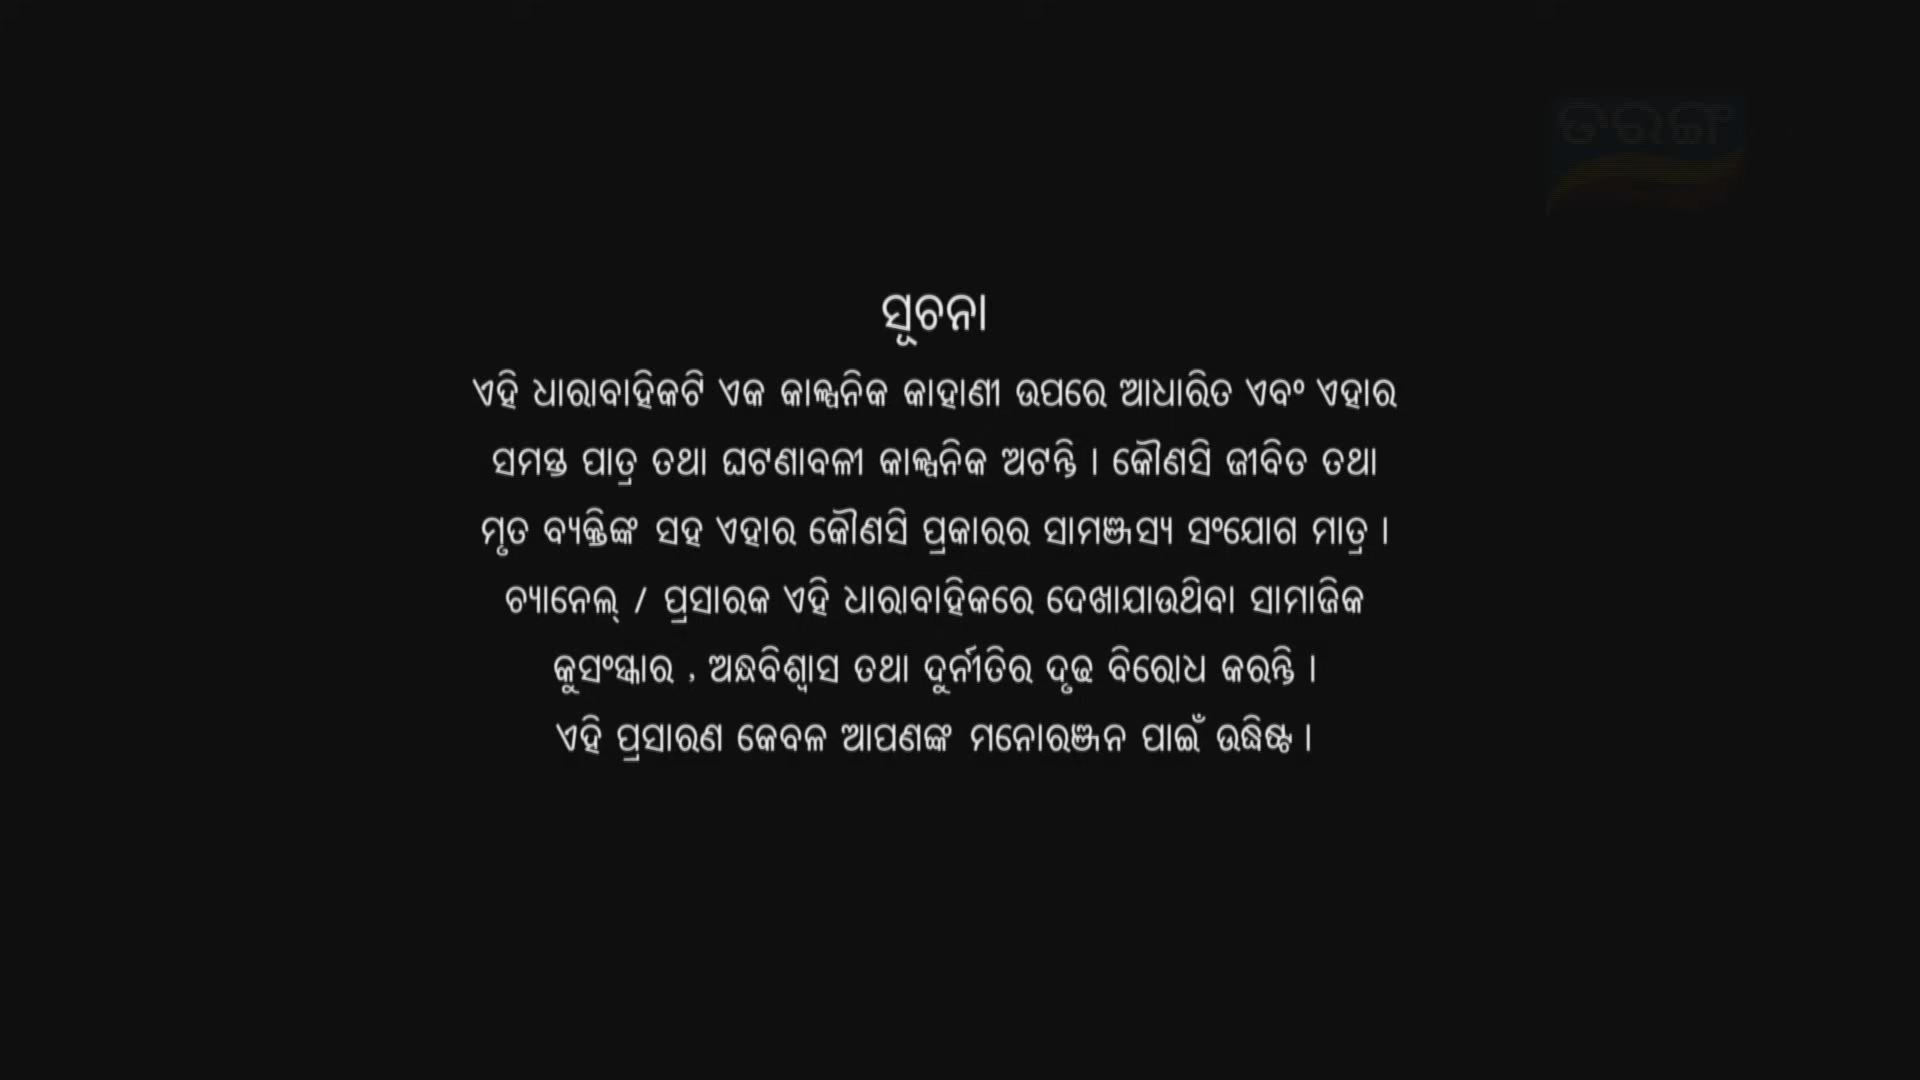 ତରଙ୍ଗ
ସୂଚନା
ଏହି ଧାରାବାହିକଟି ଏକ କାଳ୍ପନିକ କାହାଣୀ ଉପରେ ଆଧାରିତ ଏବଂ ଏହାର
ସମସ୍ତ ପାତ୍ର ତଥା ଘଟଣାବଳୀ କାଳ୍ପନିକ ଅଟନ୍ତି । କୌଣସି ଜୀବିତ ତଥା
ମୃତ ବ୍ୟକ୍ତିଙ୍କ ସହ ଏହାର କୌଣସି ପ୍ରକାରର ସାମଞ୍ଜସ୍ୟ ସଂଯୋଗ ମାତ୍ର ।
ଚ୍ୟାନେଲ୍ / ପ୍ରସାରକ ଏହି ଧାରାବାହିକରେ ଦେଖାଯାଉଥିବା ସାମାଜିକ
କୁସଂସ୍କାର , ଅନ୍ଧବିଶ୍ୱାସ ତଥା ଦୁର୍ନୀତିର ଦୃଢ ବିରୋଧ କରନ୍ତି ।
ଏହି ପ୍ରସାରଣ କେବଳ ଆପଣଙ୍କ ମନୋରଞ୍ଜନ ପାଇଁ ଉଦ୍ଧିଷ୍ଟ ।